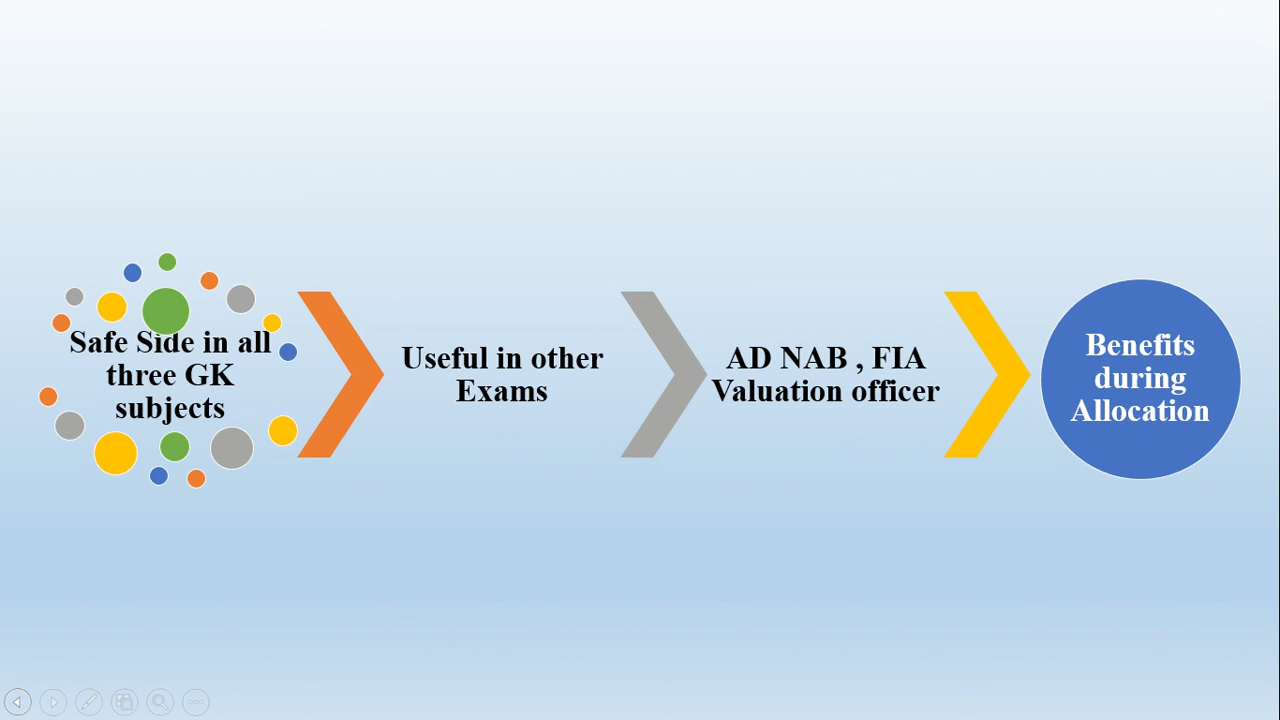 Safe Side in all
three GK
subjects
Useful in other
Exams
AD NAB , FIA
Valuation officer
Benefits
during
Allocation